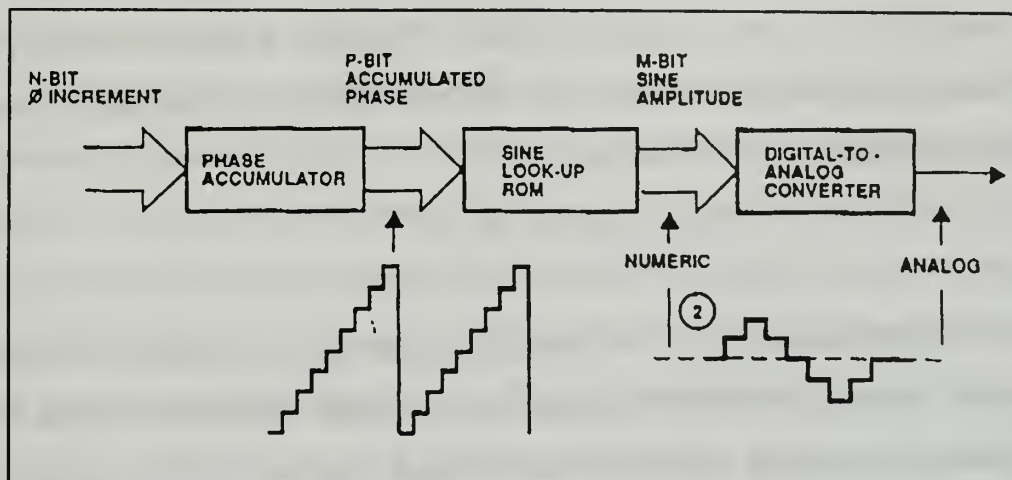 N-BIT
Ø INCREMENT
P-BIT
ACCUMULATED
PHASE
M-BIT
SINE
AMPLITUDE
PHASE
ACCUMULATOR
SINE
LOOK-UP
ROM
DIGITAL-TO-
ANALOG
CONVERTER
NUMERIC
ANALOG
2